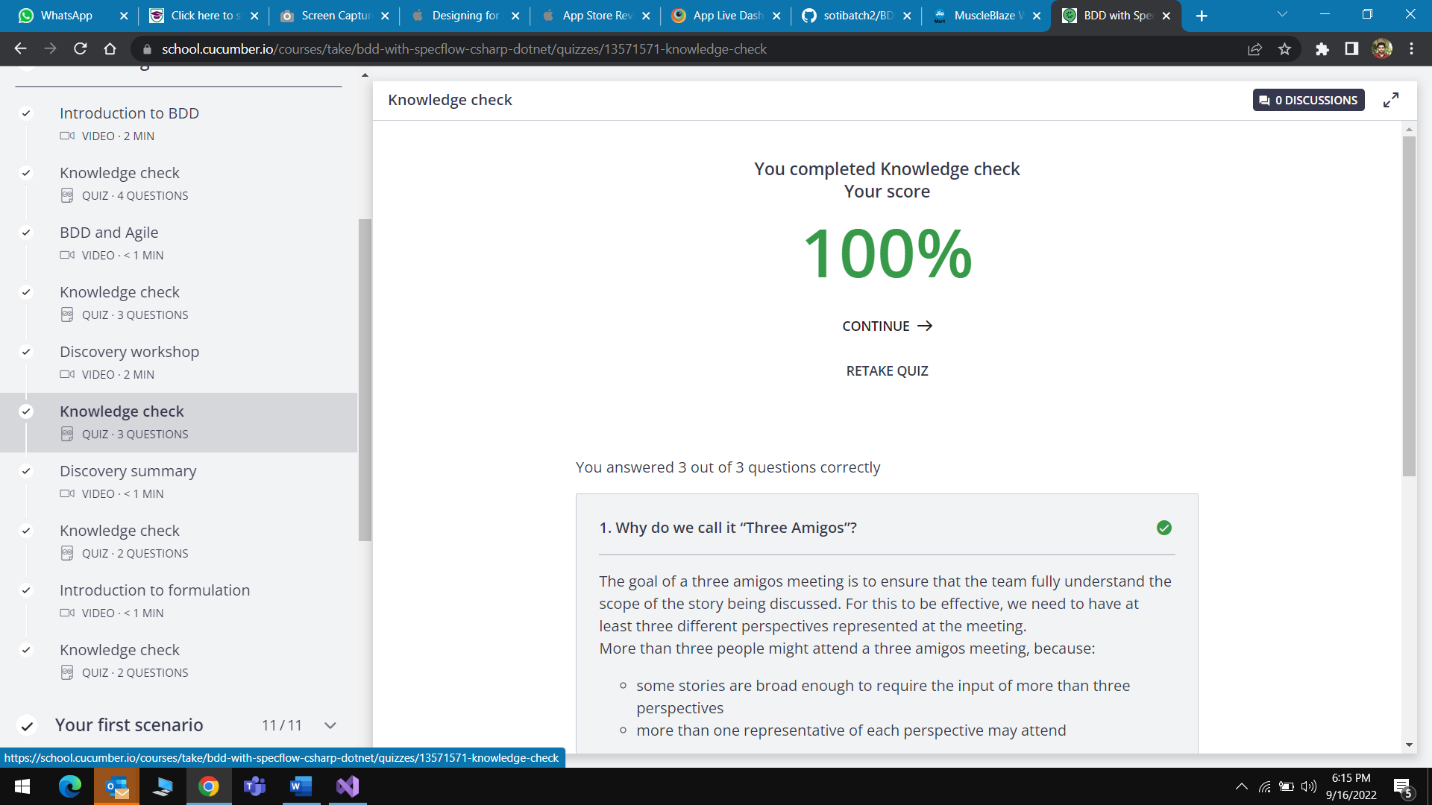 WhatsApp
Click here to s
Screen Captur
Designing for
App Store Rev
App Live Dash
sotibatch2/BD
MuscleBlaze W
BDD with Spe
school.cucumber.io/courses/take/bdd-with-specflow-csharp-dotnet/quizzes/13571571-knowledge-check
Introduction to BDD
VIDEO · 2 MIN
Knowledge check
QUIZ · 4 QUESTIONS
BDD and Agile
VIDEO · < 1 MIN
Knowledge check
QUIZ · 3 QUESTIONS
Discovery workshop
VIDEO · 2 MIN
Knowledge check
QUIZ · 3 QUESTIONS
Discovery summary
VIDEO · < 1 MIN
Knowledge check
QUIZ · 2 QUESTIONS
Introduction to formulation
VIDEO · < 1 MIN
Knowledge check
QUIZ · 2 QUESTIONS
Your first scenario 11 / 11
Knowledge check
0 DISCUSSIONS
You completed Knowledge check
Your score
100%
CONTINUE →
RETAKE QUIZ
You answered 3 out of 3 questions correctly
1. Why do we call it “Three Amigos”?
The goal of a three amigos meeting is to ensure that the team fully understand the
scope of the story being discussed. For this to be effective, we need to have at
least three different perspectives represented at the meeting.
More than three people might attend a three amigos meeting, because:
some stories are broad enough to require the input of more than three
perspectives
more than one representative of each perspective may attend
https://school.cucumber.io/courses/take/bdd-with-specflow-csharp-dotnet/quizzes/13571571-knowledge-check
6:15 PM
9/16/2022
5